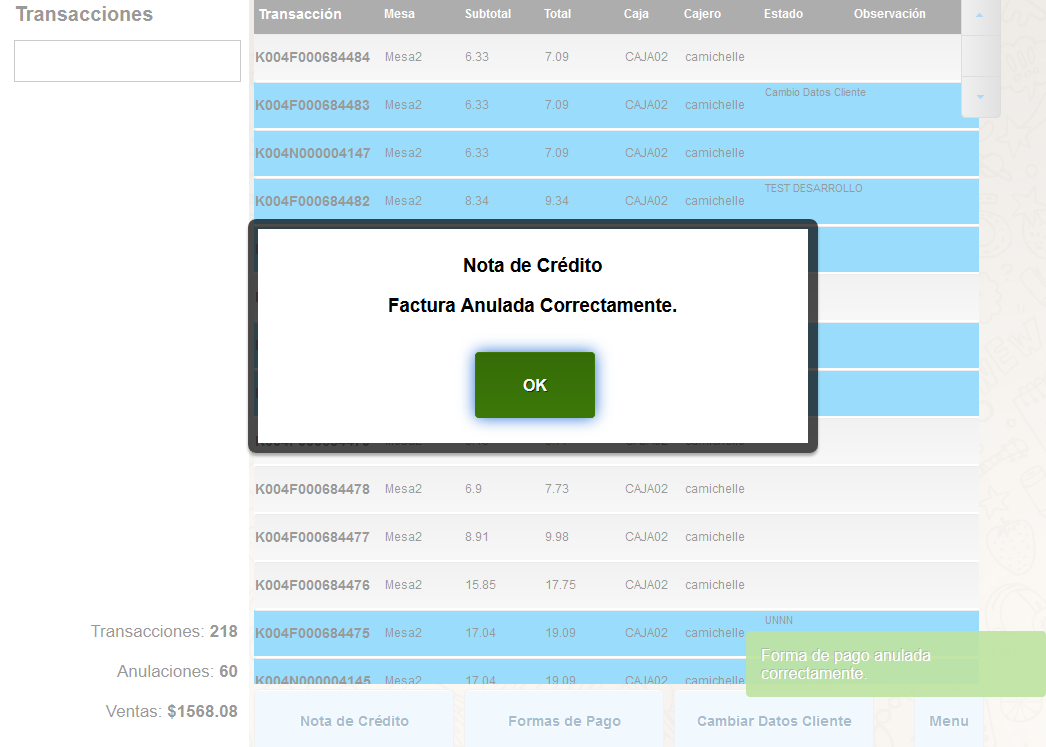 Transacciones
Transacción Mesa Subtotal Total Caja Cajero Estado Observación
K004F000684484 Mesa2 6.33 7.09 CAJA02 camichelle
K004F000684483 Mesa2 6.33 7.09 CAJA02 camichelle Cambio Datos Cliente
K004N000004147 Mesa2 6.33 7.09 CAJA02 camichelle
K004F000684482 Mesa2 8.34 9.34 CAJA02 camichelle TEST DESARROLLO
Nota de Crédito
Factura Anulada Correctamente.
OK
K004F000684478 Mesa2 6.9 7.73 CAJA02 camichelle
K004F000684477 Mesa2 8.91 9.98 CAJA02 camichelle
K004F000684476 Mesa2 15.85 17.75 CAJA02 camichelle
K004F000684475 Mesa2 17.04 19.09 CAJA02 camichelle UNNN
K004N000004145 Mesa2 17.04 19.09 CAJA02 camichelle
Forma de pago anulada
correctamente.
Transacciones: 218
Anulaciones: 60
Ventas: $1568.08
Nota de Crédito Formas de Pago Cambiar Datos Cliente Menu